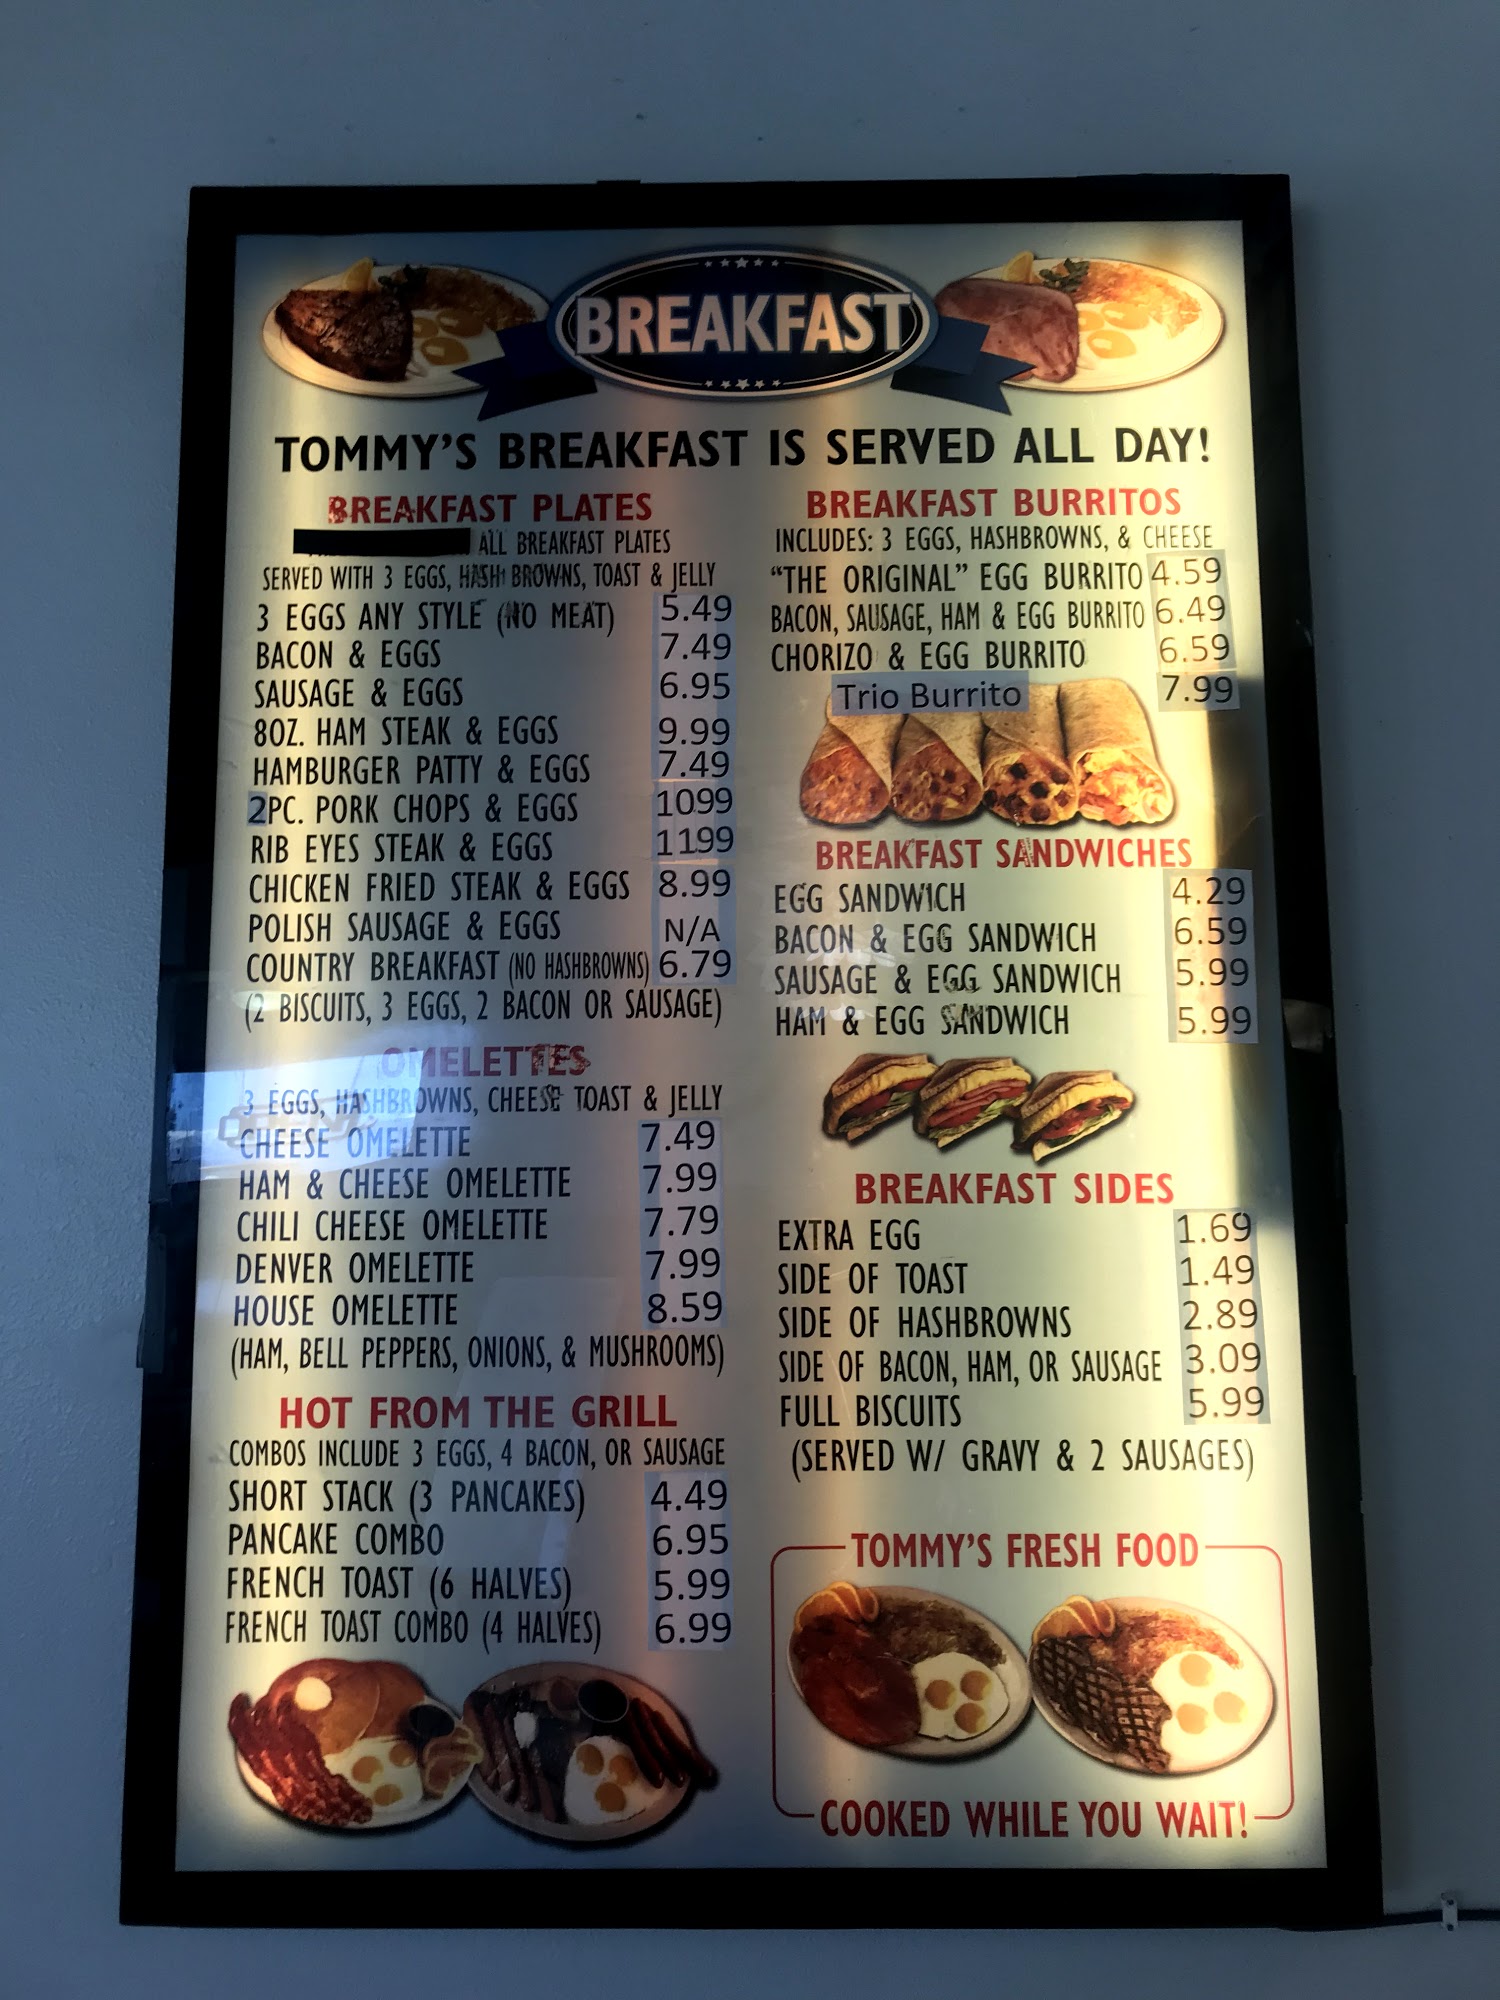 BREAKFAST
TOMMY'S BREAKFAST IS SERVED ALL DAY!
BREAKFAST PLATES
ALL BREAKFAST PLATES
SERVED WITH 3 EGGS, HASH BROWNS, TOAST & JELLY
3 EGGS ANY STYLE (NO MEAT) 5.49
BACON & EGGS 7.49
SAUSAGE & EGGS 6.95
8OZ. HAM STEAK & EGGS 9.99
HAMBURGER PATTY & EGGS 7.49
2PC. PORK CHOPS & EGGS 1099
RIB EYES STEAK & EGGS 1199
CHICKEN FRIED STEAK & EGGS 8.99
POLISH SAUSAGE & EGGS N/A
COUNTRY BREAKFAST (NO HASHBROWNS) 6.79
(2 BISCUITS, 3 EGGS, 2 BACON OR SAUSAGE)
OMELETTES
3 EGGS, HASHBROWNS, CHEESE TOAST & JELLY
CHEESE OMELETTE 7.49
HAM & CHEESE OMELETTE 7.99
CHILI CHEESE OMELETTE 7.79
DENVER OMELETTE 7.99
HOUSE OMELETTE 8.59
(HAM, BELL PEPPERS, ONIONS, & MUSHROOMS)
HOT FROM THE GRILL
COMBOS INCLUDE 3 EGGS, 4 BACON, OR SAUSAGE
SHORT STACK (3 PANCAKES) 4.49
PANCAKE COMBO 6.95
FRENCH TOAST (6 HALVES) 5.99
FRENCH TOAST COMBO (4 HALVES) 6.99
BREAKFAST BURRITOS
INCLUDES: 3 EGGS, HASHBROWNS, & CHEESE
"THE ORIGINAL" EGG BURRITO 4.59
BACON, SAUSAGE, HAM & EGG BURRITO 6.49
CHORIZO & EGG BURRITO 6.59
Trio Burrito 7.99
BREAKFAST SANDWICHES
EGG SANDWICH 4.29
BACON & EGG SANDWICH 6.59
SAUSAGE & EGG SANDWICH 5.99
HAM & EGG SANDWICH 5.99
BREAKFAST SIDES
EXTRA EGG 1.69
SIDE OF TOAST 1.49
SIDE OF HASHBROWNS 2.89
SIDE OF BACON, HAM, OR SAUSAGE 3.09
FULL BISCUITS 5.99
(SERVED W/ GRAVY & 2 SAUSAGES)
TOMMY'S FRESH FOOD
COOKED WHILE YOU WAIT!